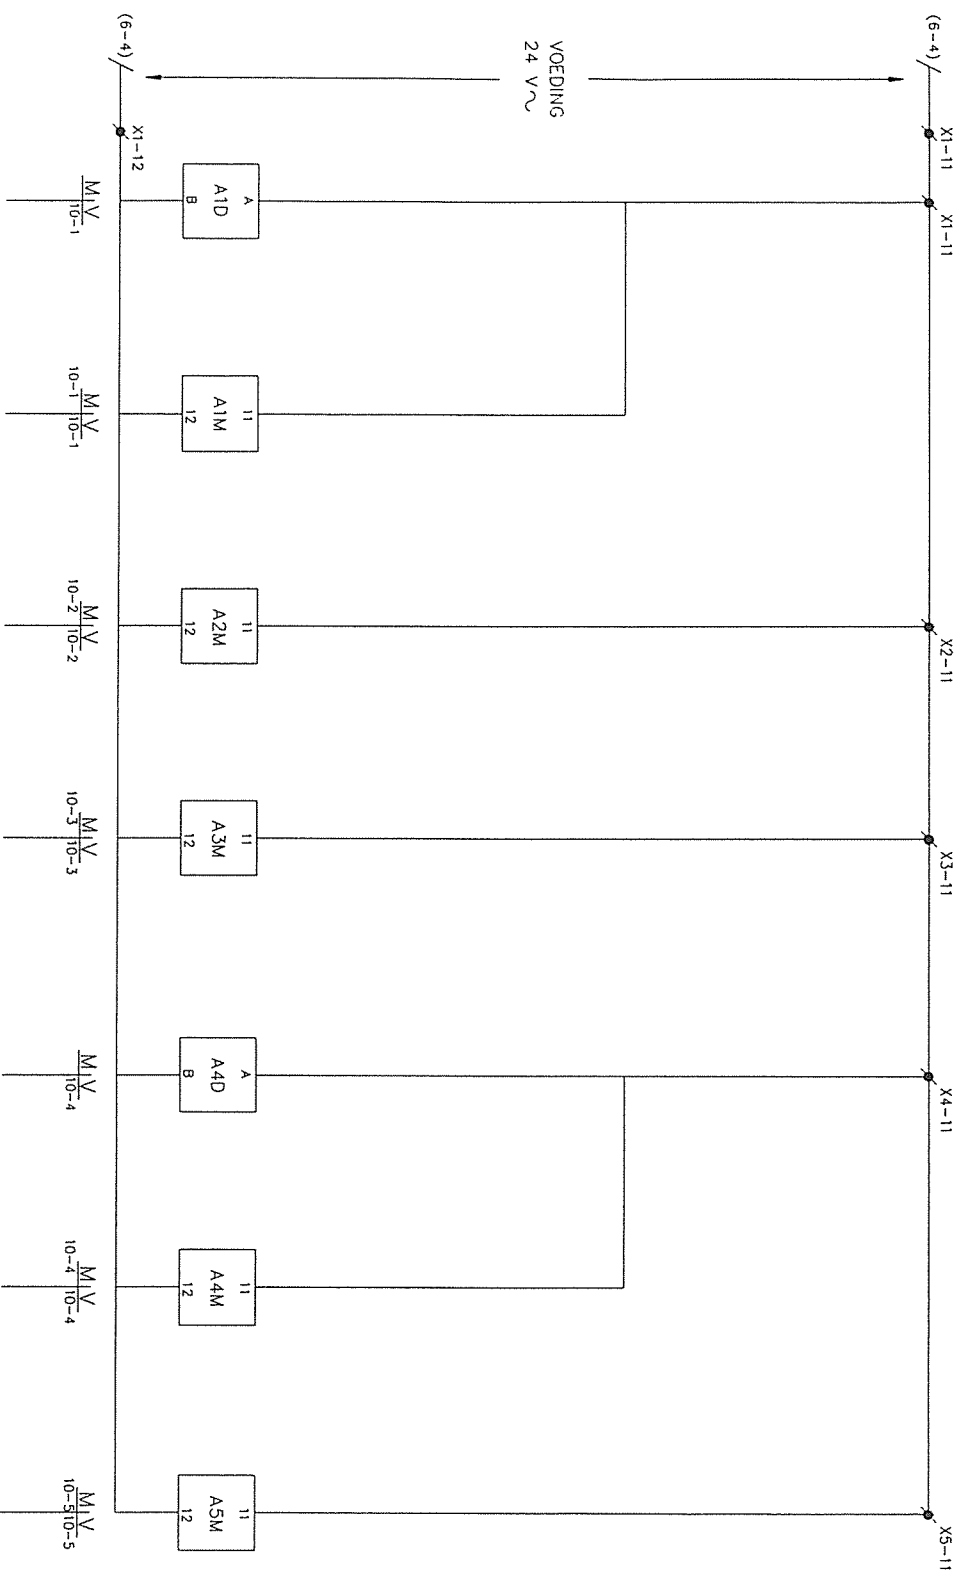 (6-4)
X1-11
X1-11
X2-11
X3-11
X4-11
X5-11
VOEDING
24 V~
A
A1D
B
11
A1M
12
11
A2M
12
11
A3M
12
A
A4D
B
11
A4M
12
11
A5M
12
(6-4)
X1-12
M V
10-1
M V
10-1 10-1
M V
10-2 10-2
M V
10-3 10-3
M V
10-4
M V
10-4 10-4
M V
10-5 10-5